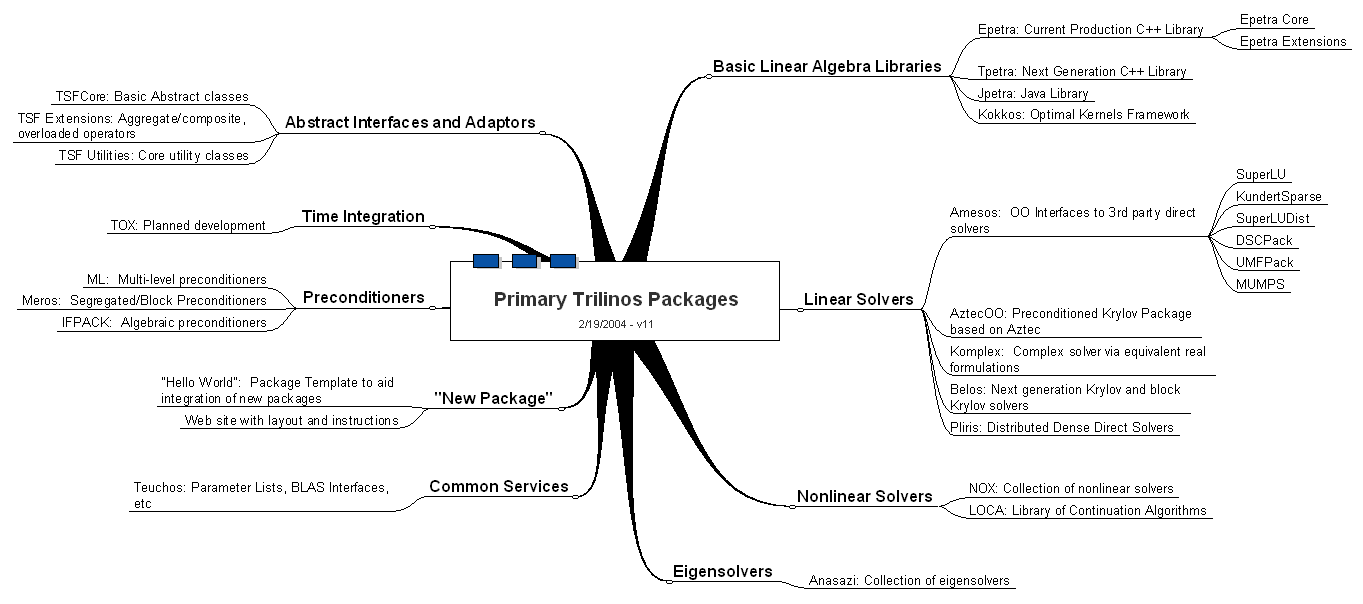 Primary Trilinos Packages
2/19/2004 - v11
Basic Linear Algebra Libraries
Epetra: Current Production C++ Library
Epetra Core
Epetra Extensions
Tpetra: Next Generation C++ Library
Jpetra: Java Library
Kokkos: Optimal Kernels Framework
Linear Solvers
Amesos:  OO Interfaces to 3rd party direct
solvers
SuperLU
KundertSparse
SuperLUDist
DSCPack
UMFPack
MUMPS
AztecOO: Preconditioned Krylov Package
based on Aztec
Komplex:  Complex solver via equivalent real
formulations
Belos: Next generation Krylov and block
Krylov solvers
Pliris: Distributed Dense Direct Solvers
Nonlinear Solvers
NOX: Collection of nonlinear solvers
LOCA: Library of Continuation Algorithms
Eigensolvers
Anasazi: Collection of eigensolvers
Abstract Interfaces and Adaptors
TSFCore: Basic Abstract classes
TSF Extensions: Aggregate/composite,
overloaded operators
TSF Utilities: Core utility classes
Time Integration
TOX: Planned development
Preconditioners
ML:  Multi-level preconditioners
Meros:  Segregated/Block Preconditioners
IFPACK:  Algebraic preconditioners
"New Package"
"Hello World":  Package Template to aid
integration of new packages
Web site with layout and instructions
Common Services
Teuchos: Parameter Lists, BLAS Interfaces,
etc